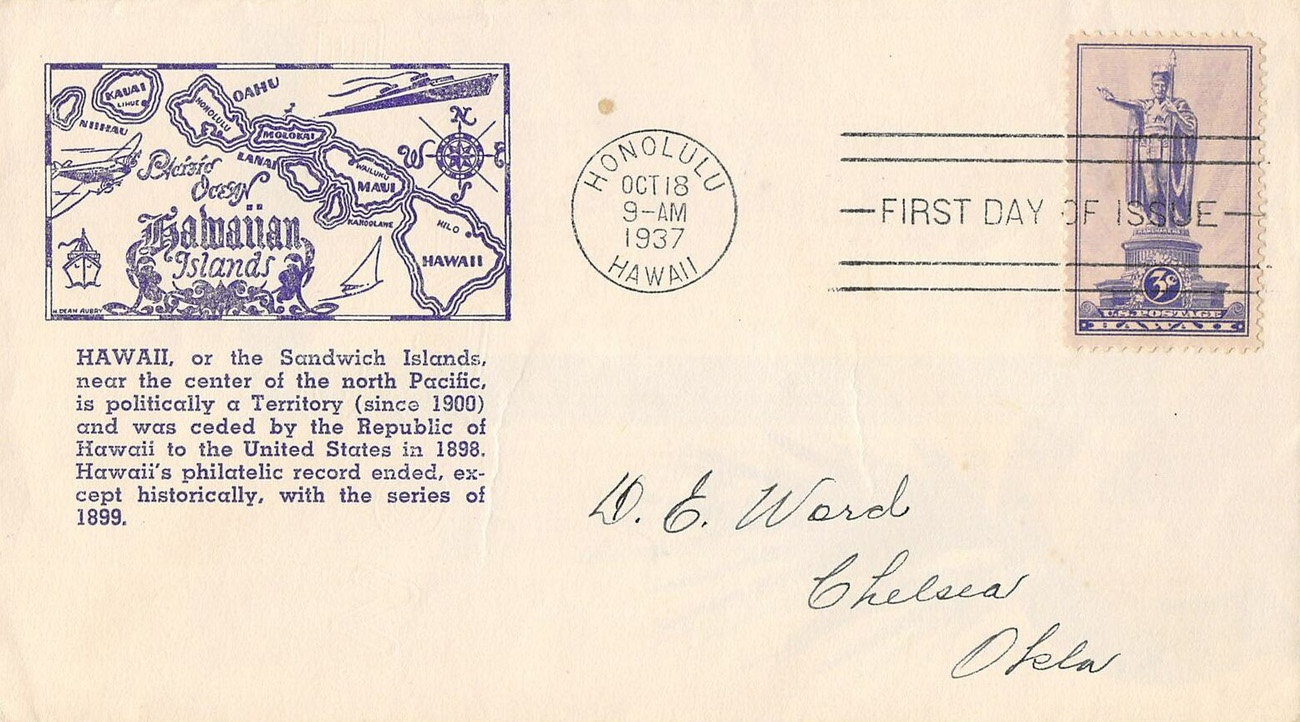 KAUAI
LIHUE
NIIHAU
OAHU
HONOLULU
MOLOKAI
LANAI
WAILUKU
MAUI
KAHOOLAWE
HILO
HAWAII
N
W E
S
Pacific
Ocean
Hawaiian
Islands
H. DEAN AUBRY
HAWAII, or the Sandwich Islands,
near the center of the north Pacific,
is politically a Territory (since 1900)
and was ceded by the Republic of
Hawaii to the United States in 1898.
Hawaii's philatelic record ended, ex-
cept historically, with the series of
1899.
HONOLULU
OCT 18
9-AM
1937
HAWAII
FIRST DAY OF ISSUE
KAMEHAMEHA
3¢
U.S. POSTAGE
HAWAII
D. E. Ward
Chelsea
Okla